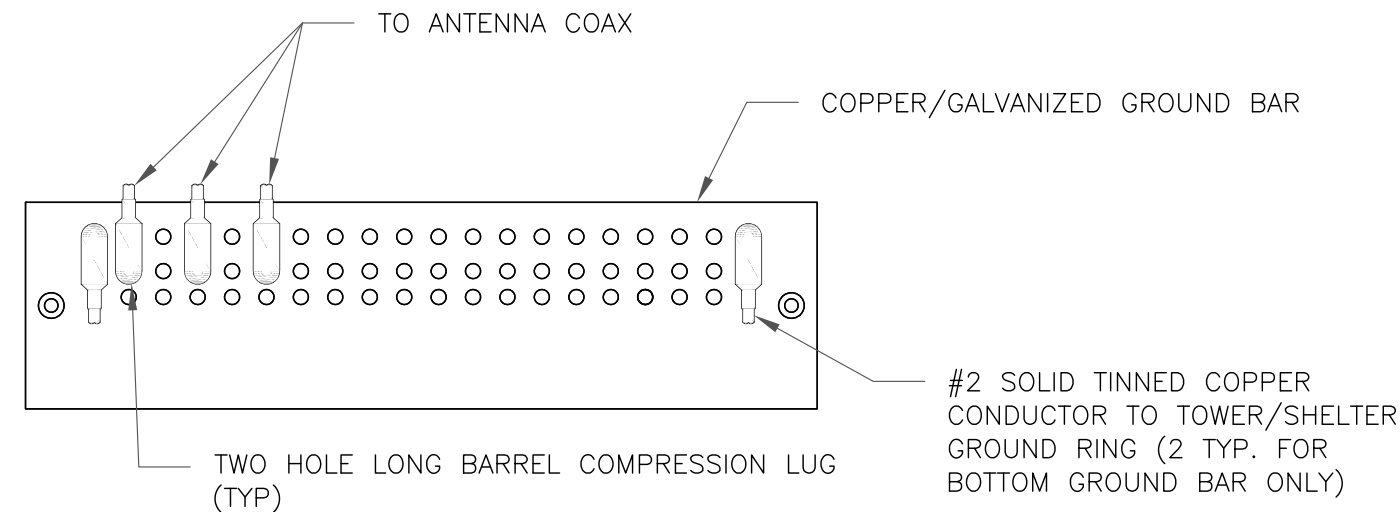 TO ANTENNA COAX
COPPER/GALVANIZED GROUND BAR
#2 SOLID TINNED COPPER
CONDUCTOR TO TOWER/SHELTER
GROUND RING (2 TYP. FOR
BOTTOM GROUND BAR ONLY)
TWO HOLE LONG BARREL COMPRESSION LUG
(TYP)